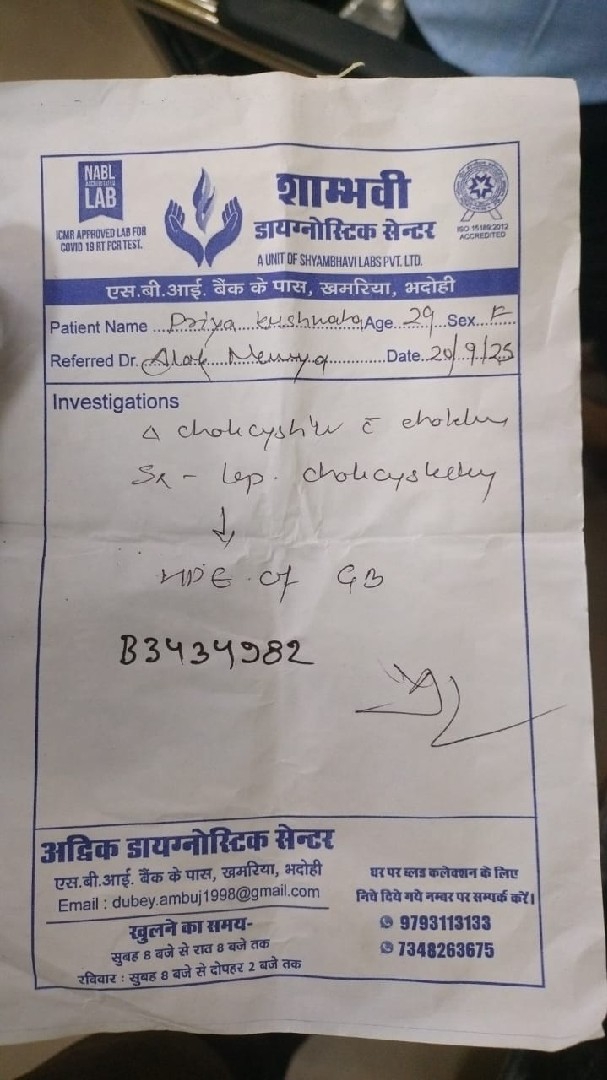 NABL
ACCREDITED
LAB
ICMR APPROVED LAB FOR
COVID 19 RT PCR TEST.
शाम्भवी
डायग्नोस्टिक सेन्टर
A UNIT OF SHYAMBHAVI LABS PVT. LTD.
ISO 15189:2012
ACCREDITED
एस.बी.आई. बैंक के पास, खमरिया, भदोही
Patient Name Priya Age 29 Sex F
Referred Dr. Alok Date 20/9/25
Investigations
Δ c̄
Sx - lap.
↓
HPE of GB
B3434982
अद्विक डायग्नोस्टिक सेन्टर
एस.बी.आई. बैंक के पास, खमरिया, भदोही
Email : dubey.ambuj1998@gmail.com
खुलने का समय-
सुबह 8 बजे से रात 8 बजे तक
रविवार : सुबह 8 बजे से दोपहर 2 बजे तक
घर पर ब्लड कलेक्शन के लिए
निचे दिये गये नम्बर पर सम्पर्क करें।
9793113133
7348263675